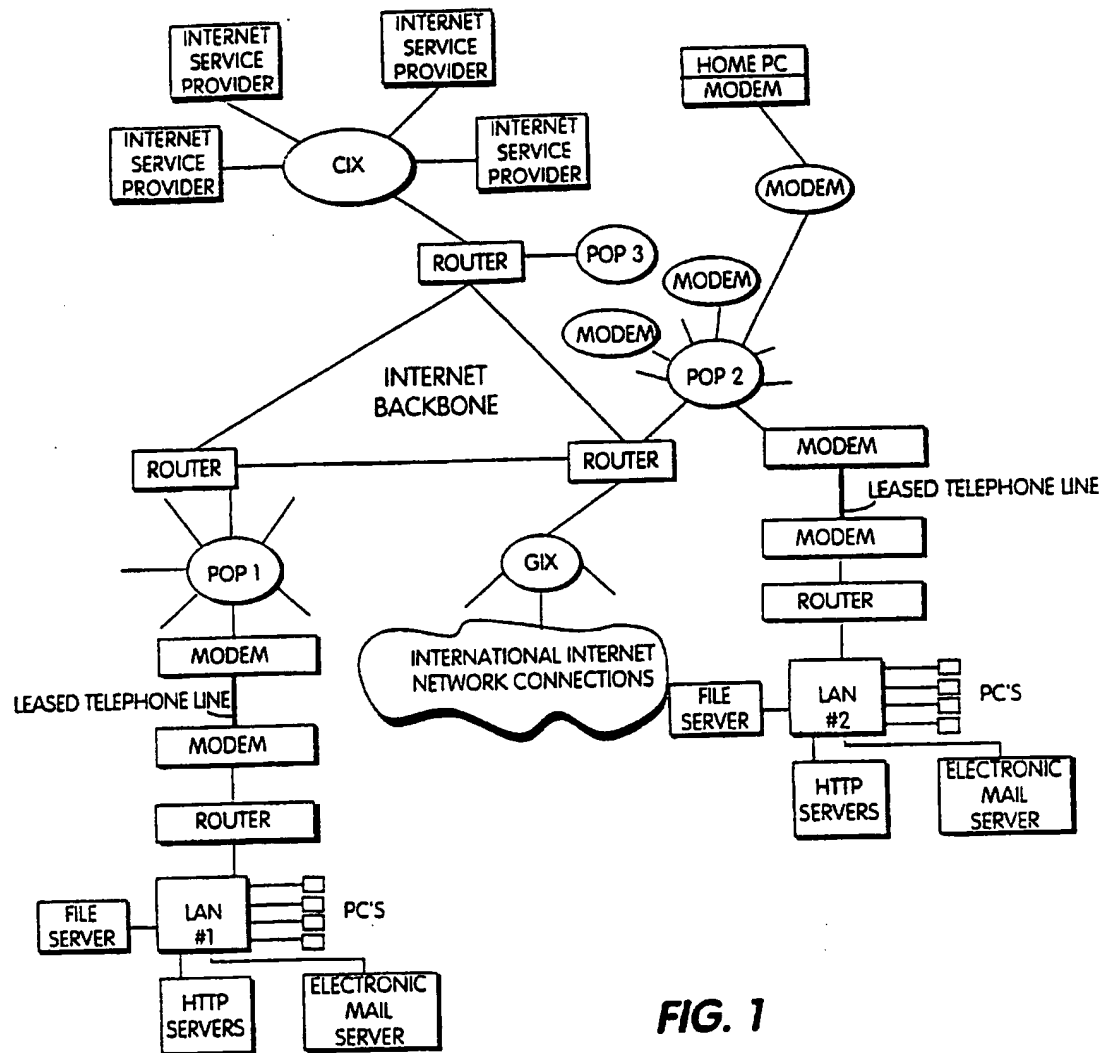 INTERNET
SERVICE
PROVIDER
INTERNET
SERVICE
PROVIDER
HOME PC
MODEM
INTERNET
SERVICE
PROVIDER
CIX
INTERNET
SERVICE
PROVIDER
MODEM
ROUTER
POP 3
MODEM
MODEM
POP 2
INTERNET
BACKBONE
ROUTER
ROUTER
MODEM
LEASED TELEPHONE LINE
MODEM
POP 1
GIX
ROUTER
MODEM
INTERNATIONAL INTERNET
NETWORK CONNECTIONS
LEASED TELEPHONE LINE
FILE
SERVER
LAN
#2
PC'S
MODEM
HTTP
SERVERS
ELECTRONIC
MAIL
SERVER
ROUTER
FILE
SERVER
LAN
#1
PC'S
HTTP
SERVERS
ELECTRONIC
MAIL
SERVER
FIG. 1